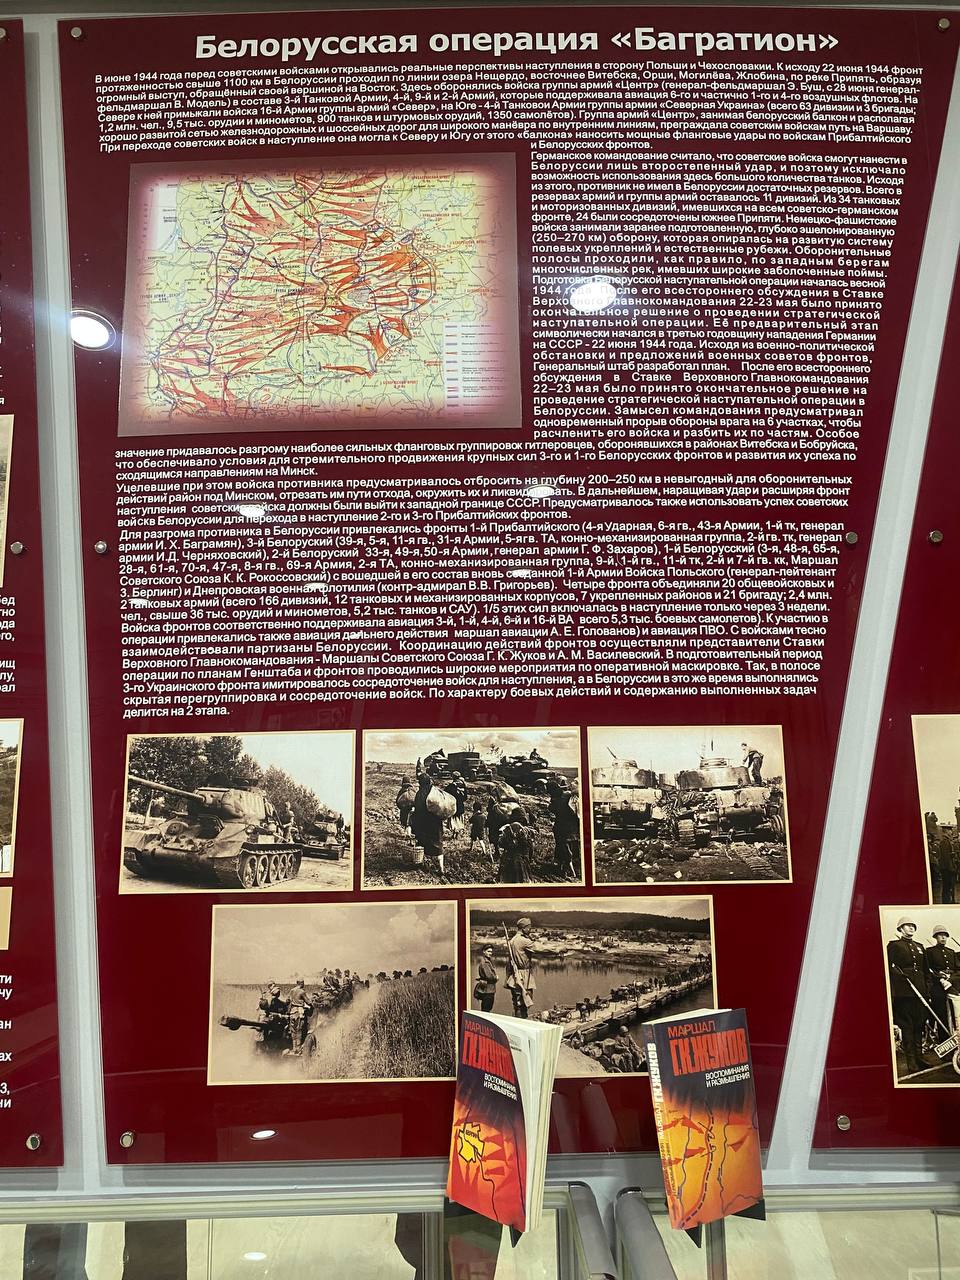 Белорусская операция «Багратион»
В июне 1944 года перед советскими войсками открывались реальные перспективы наступления в сторону Польши и Чехословакии. К исходу 22 июня 1944 фронт
протяженностью свыше 1100 км в Белоруссии проходил по линии озера Нещердо, восточнее Витебска, Орши, Могилёва, Жлобина, по реке Припять, образуя
огромный выступ, обращённый своей вершиной на Восток. Здесь оборонялись войска группы армий «Центр» (генерал-фельдмаршал Э. Буш, с 28 июня генерал-
фельдмаршал В. Модель) в составе 3-й Танковой Армии, 4-й, 9-й и 2-й Армий, которые поддерживала авиация 6-го и частично 1-го и 4-го воздушных флотов. На
Севере к ней примыкали войска 16-й Армии группы армий «Север», на Юге - 4-й Танковой Армии группы армий «Северная Украина» (всего 63 дивизии и 3 бригады;
1,2 млн. чел., 9,5 тыс. орудий и минометов, 900 танков и штурмовых орудий, 1350 самолётов). Группа армий «Центр», занимая белорусский балкон и располагая
хорошо развитой сетью железнодорожных и шоссейных дорог для широкого манёвра по внутренним линиям, преграждала советским войскам путь на Варшаву.
При переходе советских войск в наступление она могла к Северу и Югу от этого «балкона» наносить мощные фланговые удары по войскам Прибалтийского
и Белорусских фронтов.
Германское командование считало, что советские войска смогут нанести в
Белоруссии лишь второстепенный удар, и поэтому исключало
возможность использования здесь большого количества танков. Исходя
из этого, противник не имел в Белоруссии достаточных резервов. Всего в
резервах армий и группы армий оставалось 11 дивизий. Из 34 танковых
и моторизованных дивизий, имевшихся на всем советско-германском
фронте, 24 были сосредоточены южнее Припяти. Немецко-фашистские
войска занимали заранее подготовленную, глубоко эшелонированную
(250–270 км) оборону, которая опиралась на развитую систему
полевых укреплений и естественные рубежи. Оборонительные
полосы проходили, как правило, по западным берегам
многочисленных рек, имевших широкие заболоченные поймы.
Подготовка Белорусской наступательной операции началась весной
1944 года. После его всестороннего обсуждения в Ставке
Верховного Главнокомандования 22-23 мая было принято
окончательное решение о проведении стратегической
наступательной операции. Её предварительный этап
символически начался в третью годовщину нападения Германии
на СССР - 22 июня 1944 года. Исходя из военно-политической
обстановки и предложений военных советов фронтов,
Генеральный штаб разработал план. После его всестороннего
обсуждения в Ставке Верховного Главнокомандования
22–23 мая было принято окончательное решение на
проведение стратегической наступательной операции в
Белоруссии. Замысел командования предусматривал
одновременный прорыв обороны врага на 6 участках, чтобы
расчленить его войска и разбить их по частям. Особое
значение придавалось разгрому наиболее сильных фланговых группировок гитлеровцев, оборонявшихся в районах Витебска и Бобруйска,
что обеспечивало условия для стремительного продвижения крупных сил 3-го и 1-го Белорусских фронтов и развития их успеха по
сходящимся направлениям на Минск.
Уцелевшие при этом войска противника предусматривалось отбросить на глубину 200–250 км в невыгодный для оборонительных
действий район под Минском, отрезать им пути отхода, окружить их и ликвидировать. В дальнейшем, наращивая удар и расширяя фронт
наступления советские войска должны были выйти к западной границе СССР. Предусматривалось также использовать успех советских
войск в Белоруссии для перехода в наступление 2-го и 3-го Прибалтийских фронтов.
Для разгрома противника в Белоруссии привлекались фронты 1-й Прибалтийский (4-я Ударная, 6-я гв., 43-я Армии, 1-й тк, генерал
армии И. Х. Баграмян), 3-й Белоруский (39-я, 5-я, 11-я гв., 31-я Армии, 5-ягв. ТА, конно-механизированная группа, 2-й гв. тк, генерал
армии И.Д. Черняховский), 2-й Белоруский 33-я, 49-я,50-я Армии, генерал армии Г. Ф. Захаров), 1-й Белорусский (3-я, 48-я, 65-я,
28-я, 61-я, 70-я, 47-я, 8-я гв., 69-я Армия, 2-я ТА, конно-механизированная группа, 9-й, 1-й гв., 11-й тк, 2-й и 7-й гв. кк, Маршал
Советского Союза К. К. Рокоссовский) с вошедшей в его состав вновь созданной 1-й Армии Войска Польского (генерал-лейтенант
З. Берлинг) и Днепровская военная флотилия (контр-адмирал В.В. Григорьев). Четыре фронта объединяли 20 общевойсковых и
2 танковых армий (всего 166 дивизий, 12 танковых и механизированных корпусов, 7 укрепленных районов и 21 бригаду; 2,4 млн.
чел., свыше 36 тыс. орудий и минометов, 5,2 тыс. танков и САУ). 1/5 этих сил включалась в наступление только через 3 недели.
Войска фронтов соответственно поддерживала авиация 3-й, 1-й, 4-й, 6-й и 16-й ВА всего 5,3 тыс. боевых самолетов). К участию в
операции привлекались также авиация дальнего действия маршал авиации А. Е. Голованов) и авиация ПВО. С войсками тесно
взаимодействовали партизаны Белоруссии. Координацию действий фронтов осуществляли представители Ставки
Верховного Главнокомандования - Маршалы Советского Союза Г. К. Жуков и А. М. Василевский. В подготовительный период
операции по планам Генштаба и фронтов проводились широкие мероприятия по оперативной маскировке. Так, в полосе
3-го Украинского фронта имитировалось сосредоточение войск для наступления, а в Белоруссии в это же время выполнялись
скрытая перегруппировка и сосредоточение войск. По характеру боевых действий и содержанию выполненных задач
делится на 2 этапа.
МАРШАЛ
Г.К.ЖУКОВ
ВОСПОМИНАНИЯ
И РАЗМЫШЛЕНИЯ
МАРШАЛ
Г.К.ЖУКОВ
ВОСПОМИНАНИЯ
И РАЗМЫШЛЕНИЯ